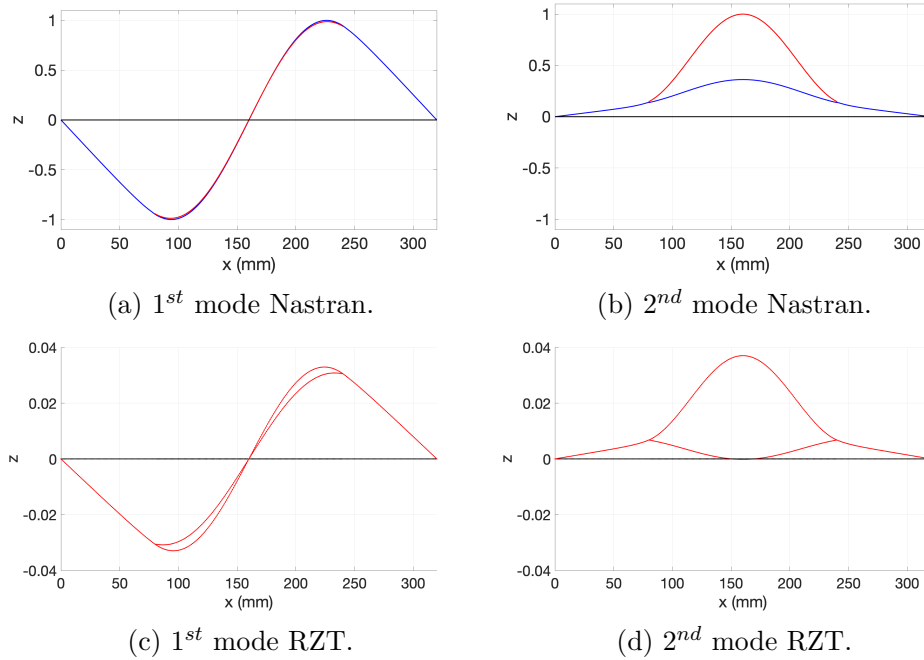 1
0.5
z
0
-0.5
-1
0 50 100 150 200 250 300
x (mm)
(a) 1st mode Nastran.
1
0.5
z
0
-0.5
-1
0 50 100 150 200 250 300
x (mm)
(b) 2nd mode Nastran.
0.04
0.02
z
0
-0.02
-0.04
0 50 100 150 200 250 300
x (mm)
(c) 1st mode RZT.
0.04
0.02
z
0
-0.02
-0.04
0 50 100 150 200 250 300
x (mm)
(d) 2nd mode RZT.